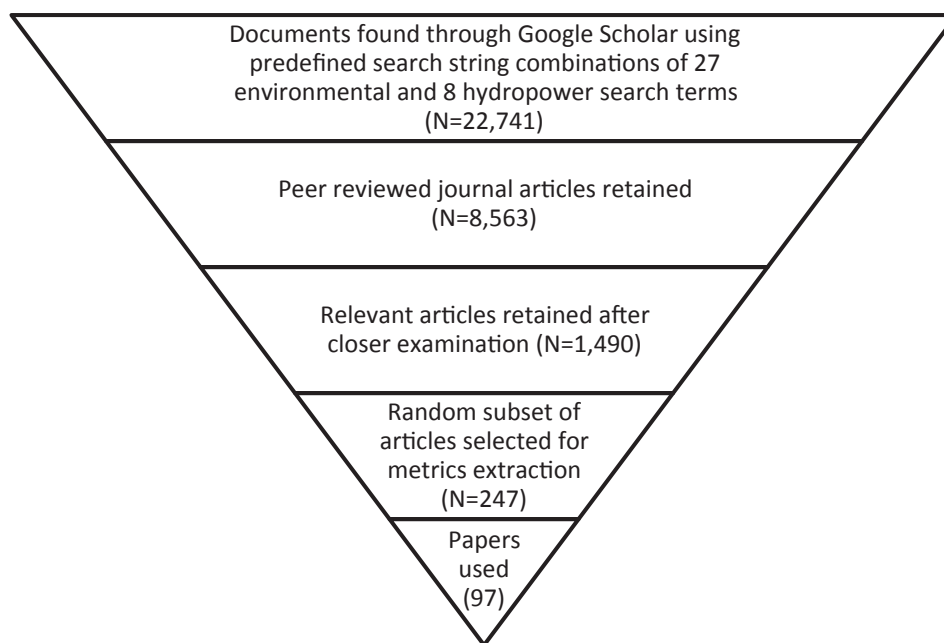 Documents found through Google Scholar using
predefined search string combinations of 27
environmental and 8 hydropower search terms
(N=22,741)
Peer reviewed journal articles retained
(N=8,563)
Relevant articles retained after
closer examination (N=1,490)
Random subset of
articles selected for
metrics extraction
(N=247)
Papers
used
(97)